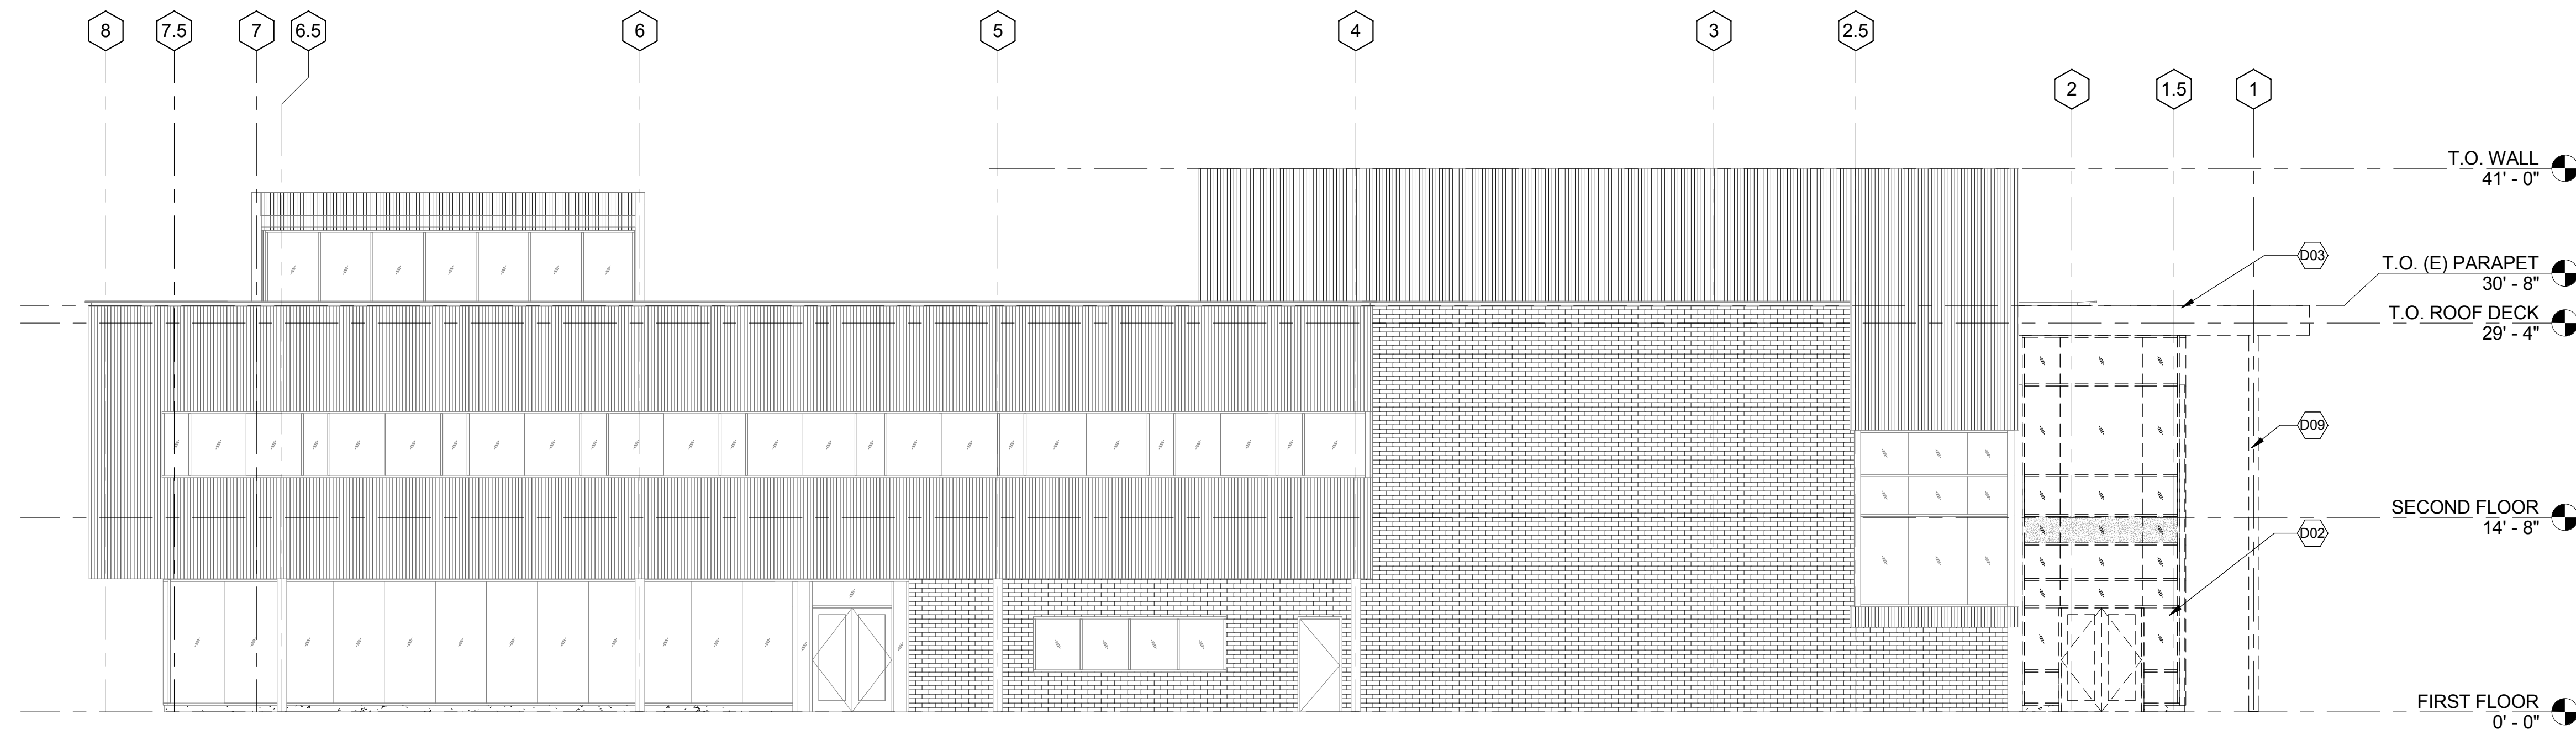 8
7.5
7
6.5
6
5
4
3
2.5
2
1.5
1
T.O. WALL
41' - 0"
D03
T.O. (E) PARAPET
30' - 8"
T.O. ROOF DECK
29' - 4"
D09
SECOND FLOOR
14' - 8"
D02
FIRST FLOOR
0' - 0"